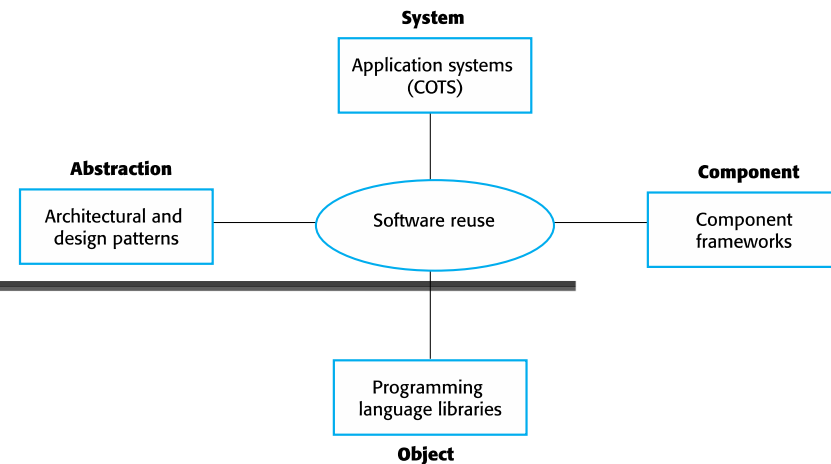 System
Application systems
(COTS)
Abstraction
Architectural and
design patterns
Software reuse
Component
Component
frameworks
Programming
language libraries
Object